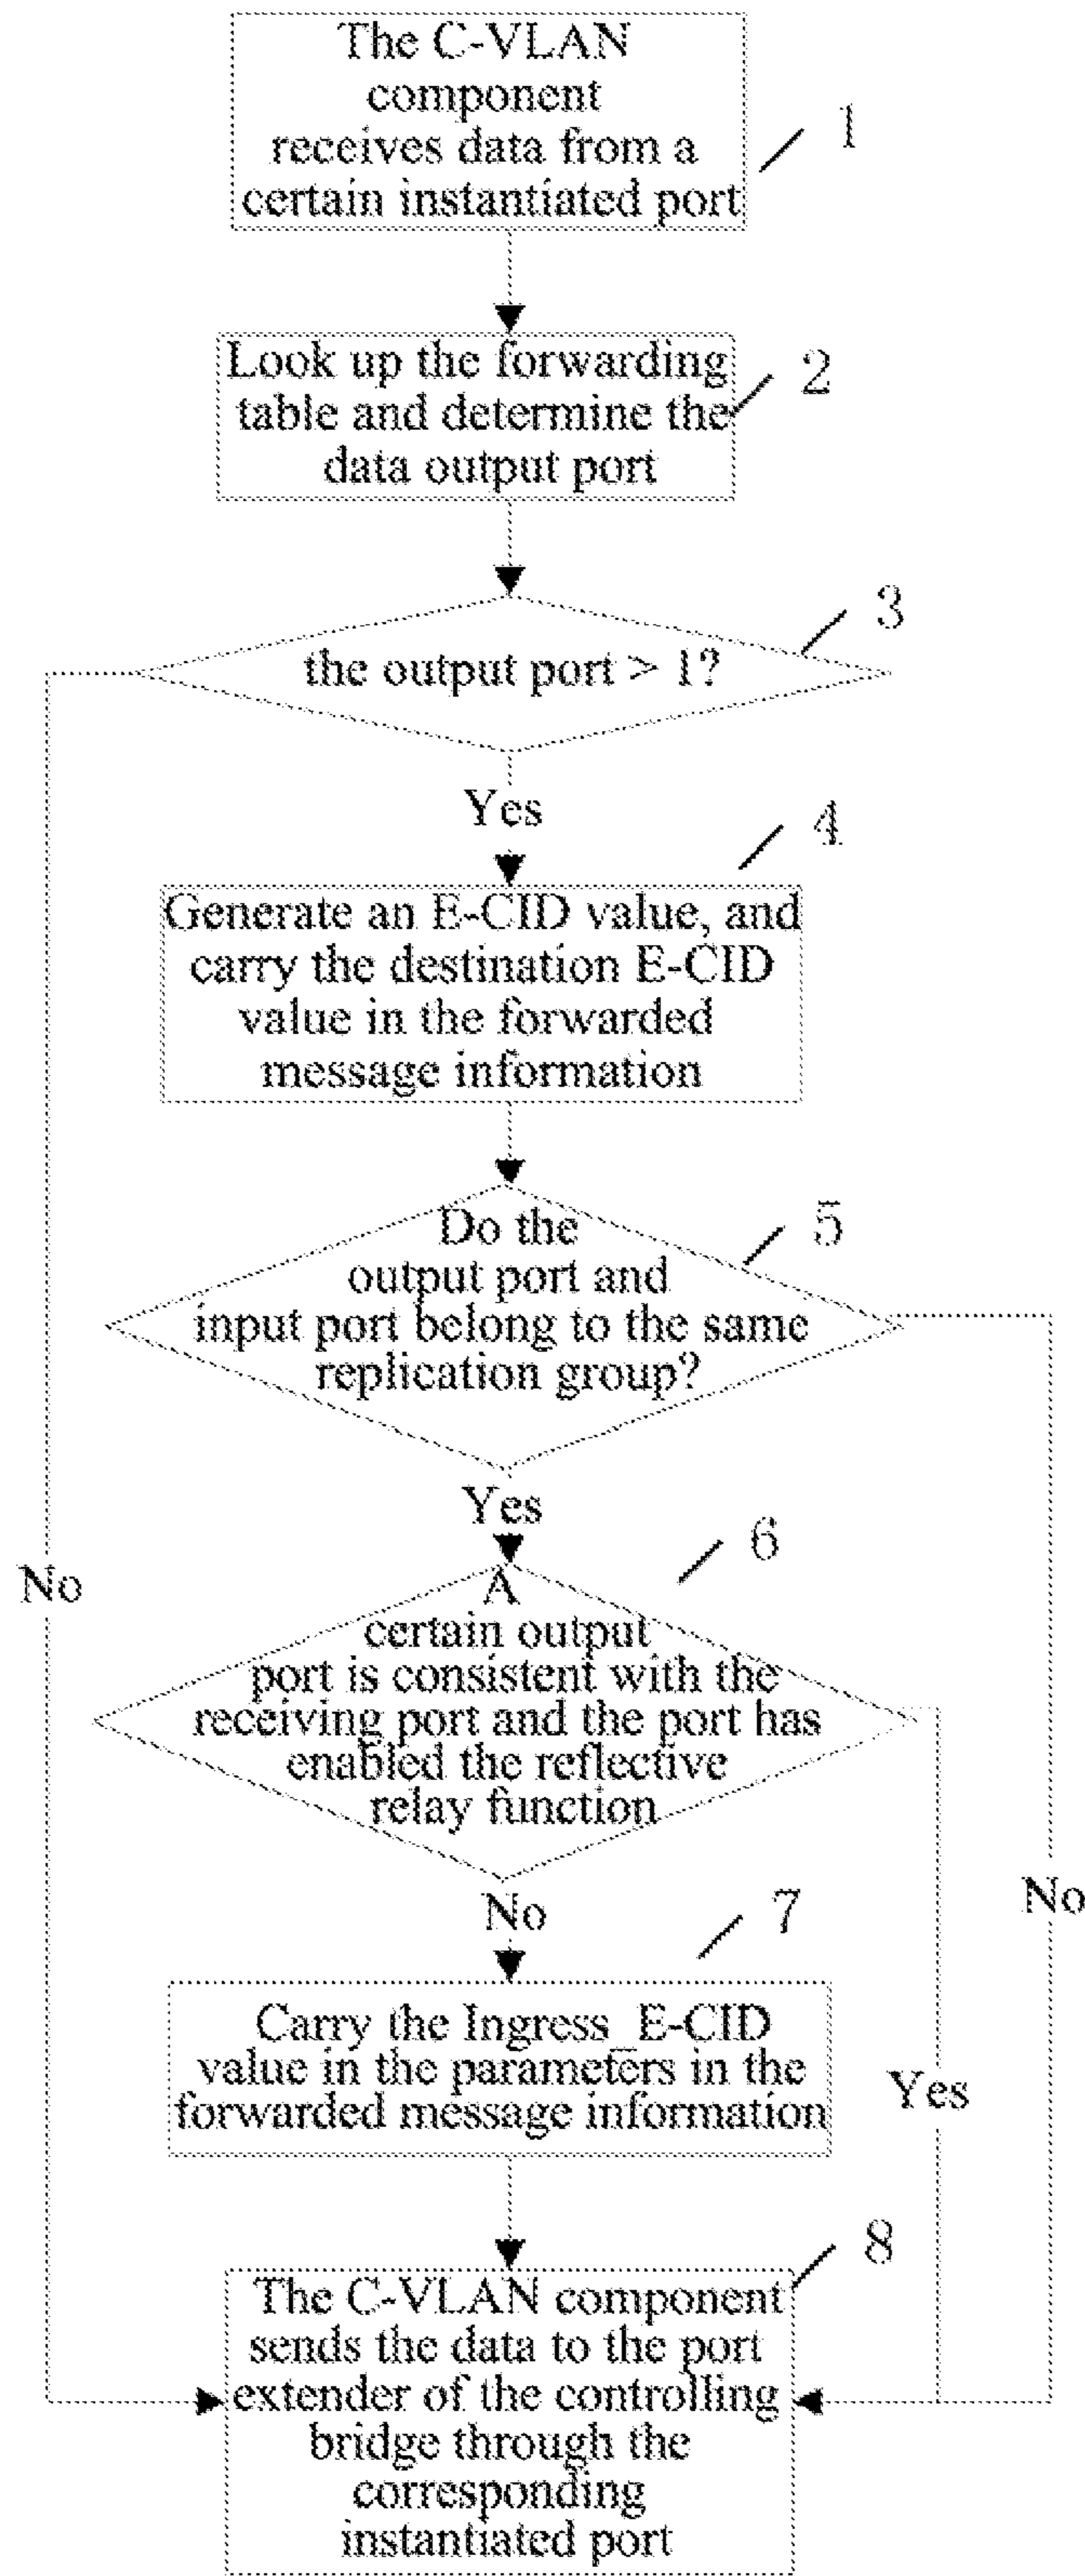 The C-VLAN
component
receives data from a
certain instantiated port
1
Look up the forwarding
table and determine the
data output port
2
the output port > 1?
3
Yes
4
Generate an E-CID value, and
carry the destination E-CID
value in the forwarded
message information
Do the
output port and
input port belong to the same
replication group?
5
Yes
6
No
A
certain output
port is consistent with the
receiving port and the port has
enabled the reflective
relay function
No
No
7
Carry the Ingress_E-CID
value in the parameters in the
forwarded message information
Yes
8
The C-VLAN component
sends the data to the port
extender of the controlling
bridge through the
corresponding
instantiated port